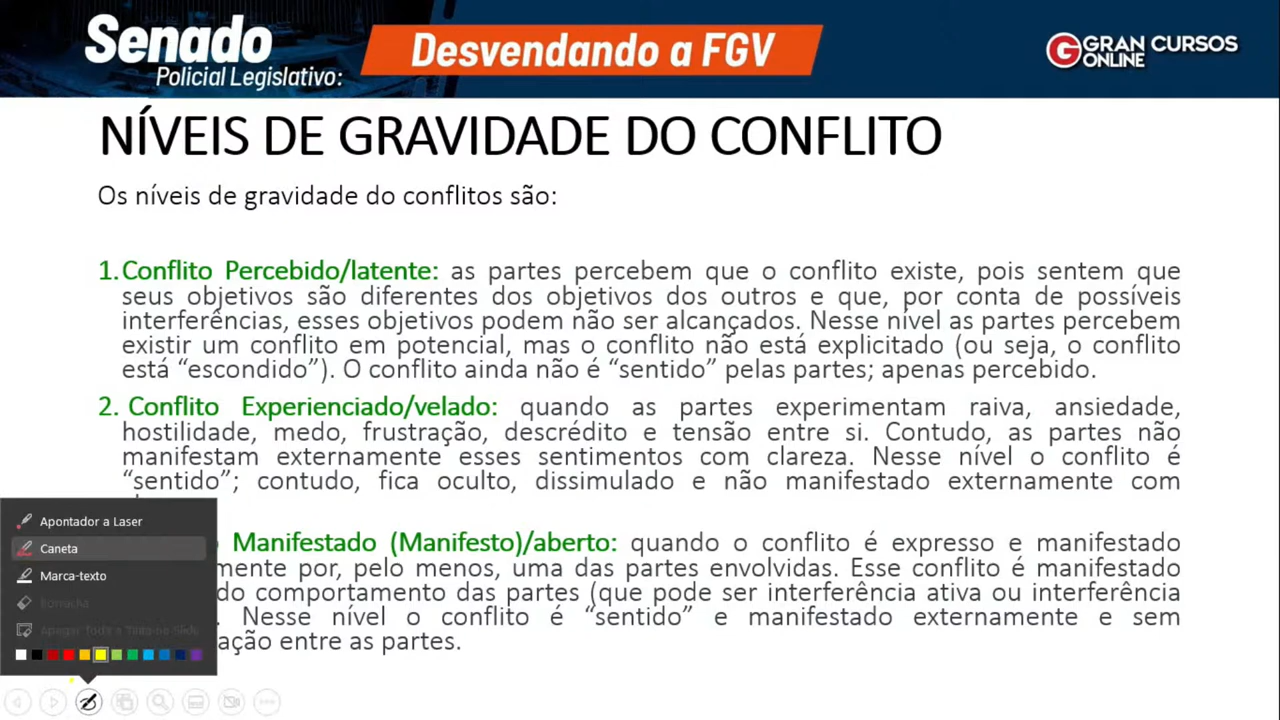 Senado
Policial Legislativo:
Desvendando a FGV
GRAN CURSOS
ONLINE
NÍVEIS DE GRAVIDADE DO CONFLITO
Os níveis de gravidade do conflitos são:
1. Conflito Percebido/latente: as partes percebem que o conflito existe, pois sentem que
seus objetivos são diferentes dos objetivos dos outros e que, por conta de possíveis
interferências, esses objetivos podem não ser alcançados. Nesse nível as partes percebem
existir um conflito em potencial, mas o conflito não está explicitado (ou seja, o conflito
está “escondido”). O conflito ainda não é “sentido” pelas partes; apenas percebido.
2. Conflito Experienciado/velado: quando as partes experimentam raiva, ansiedade,
hostilidade, medo, frustração, descrédito e tensão entre si. Contudo, as partes não
manifestam externamente esses sentimentos com clareza. Nesse nível o conflito é
“sentido”; contudo, fica oculto, dissimulado e não manifestado externamente com
Manifestado (Manifesto)/aberto: quando o conflito é expresso e manifestado
mente por, pelo menos, uma das partes envolvidas. Esse conflito é manifestado
do comportamento das partes (que pode ser interferência ativa ou interferência
Nesse nível o conflito é “sentido” e manifestado externamente e sem
ação entre as partes.
Apontador a Laser
Caneta
Marca-texto
Borracha
Apagar Toda a Tinta no Slide